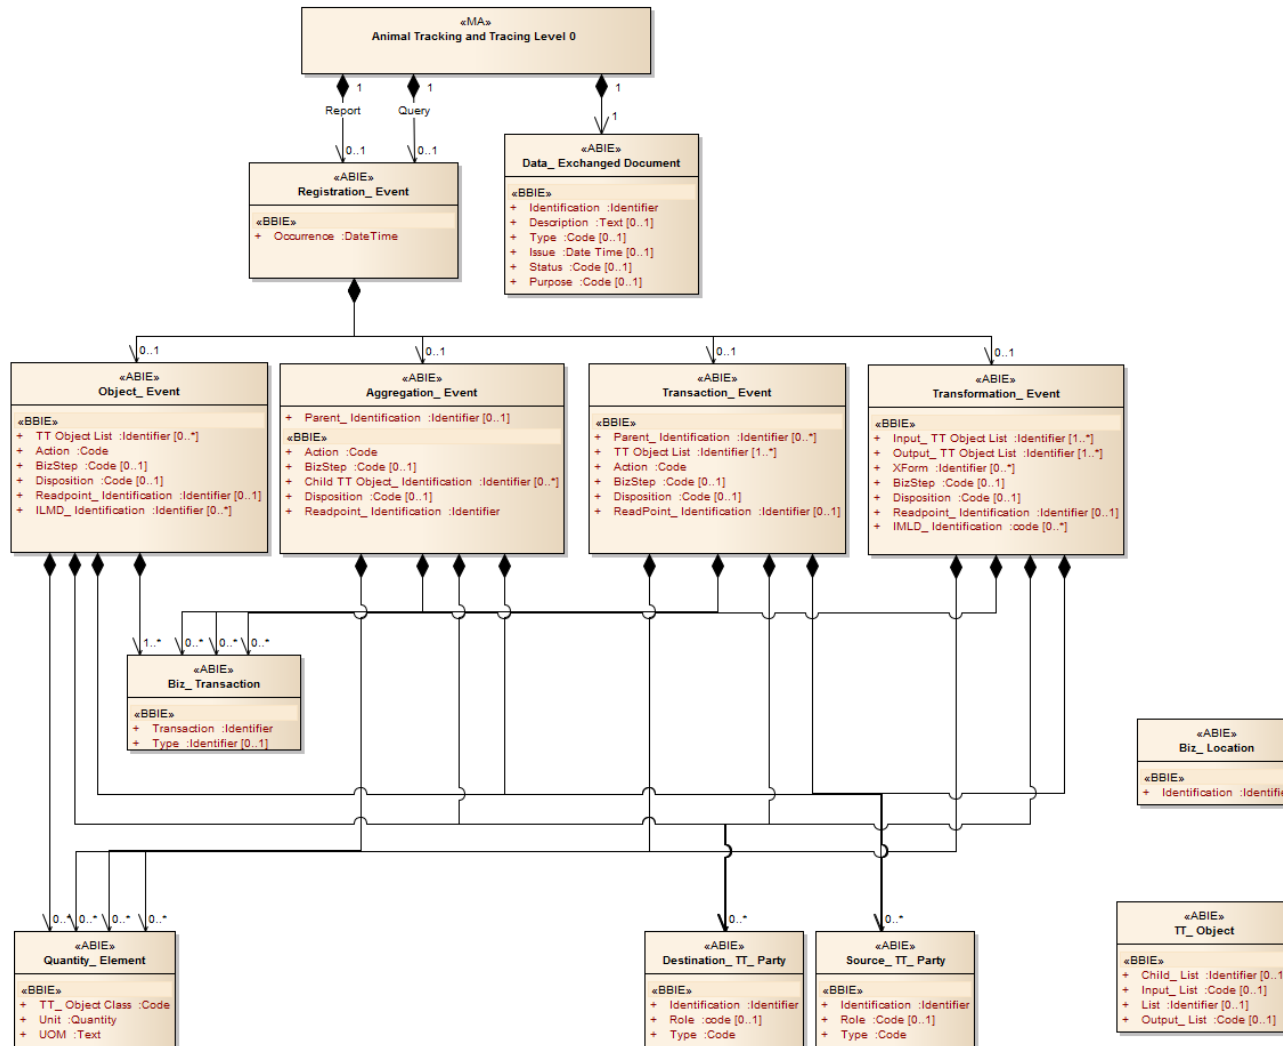 «MA»
Animal Tracking and Tracing Level 0
1
1
1
Report
Query
1
0..1
0..1
«ABIE»
Data_ Exchanged Document
«BBIE»
+ Identification :Identifier
+ Description :Text [0..1]
+ Type :Code [0..1]
+ Issue :Date Time [0..1]
+ Status :Code [0..1]
+ Purpose :Code [0..1]
«ABIE»
Registration_ Event
«BBIE»
+ Occurrence :DateTime
0..1
0..1
0..1
0..1
«ABIE»
Object_ Event
«BBIE»
+ TT Object List :Identifier [0..*]
+ Action :Code
+ BizStep :Code [0..1]
+ Disposition :Code [0..1]
+ Readpoint_ Identification :Identifier [0..1]
+ ILMD_ Identification :Identifier [0..*]
«ABIE»
Aggregation_ Event
+ Parent_ Identification :Identifier [0..1]
«BBIE»
+ Action :Code
+ BizStep :Code [0..1]
+ Child TT Object_ Identification :Identifier [0..*]
+ Disposition :Code [0..1]
+ Readpoint_ Identification :Identifier
«ABIE»
Transaction_ Event
«BBIE»
+ Parent_ Identification :Identifier [0..*]
+ TT Object List :Identifier [1..*]
+ Action :Code
+ BizStep :Code [0..1]
+ Disposition :Code [0..1]
+ ReadPoint_ Identification :Identifier [0..1]
«ABIE»
Transformation_ Event
«BBIE»
+ Input_ TT Object List :Identifier [1..*]
+ Output_ TT Object List :Identifier [1..*]
+ XForm :Identifier [0..*]
+ BizStep :Code [0..1]
+ Disposition :Code [0..1]
+ Readpoint_ Identification :Identifier [0..1]
+ IMLD_ Identification :code [0..*]
1..*
0..*
0..*
0..*
«ABIE»
Biz_ Transaction
«BBIE»
+ Transaction :Identifier
+ Type :Identifier [0..1]
«ABIE»
Biz_ Location
«BBIE»
+ Identification :Identifie
0..*
0..*
0..*
0..*
0..*
0..*
«ABIE»
Quantity_ Element
«BBIE»
+ TT_ Object Class :Code
+ Unit :Quantity
+ UOM :Text
«ABIE»
Destination_ TT_ Party
«BBIE»
+ Identification :Identifier
+ Role :code [0..1]
+ Type :Code
«ABIE»
Source_ TT_ Party
«BBIE»
+ Identification :Identifier
+ Role :Code [0..1]
+ Type :Code
«ABIE»
TT_ Object
«BBIE»
+ Child_ List :Identifier [0..1
+ Input_ List :Code [0..1]
+ List :Identifier [0..1]
+ Output_ List :Code [0..1]